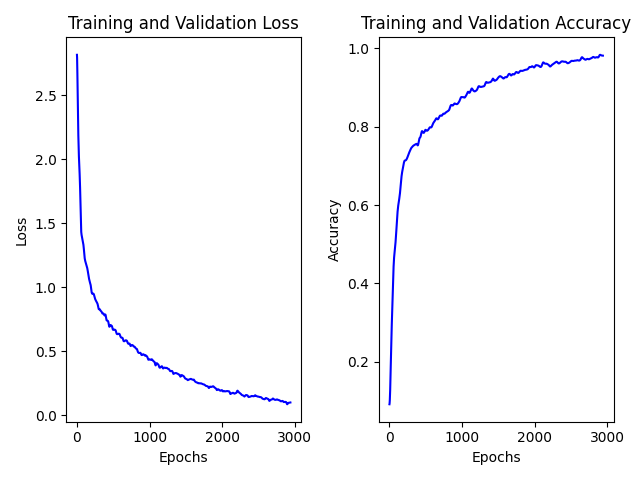 Training and Validation Loss
Loss
2.5
2.0
1.5
1.0
0.5
0.0
0 1000 2000 3000
Epochs
Training and Validation Accuracy
Accuracy
1.0
0.8
0.6
0.4
0.2
0 1000 2000 3000
Epochs